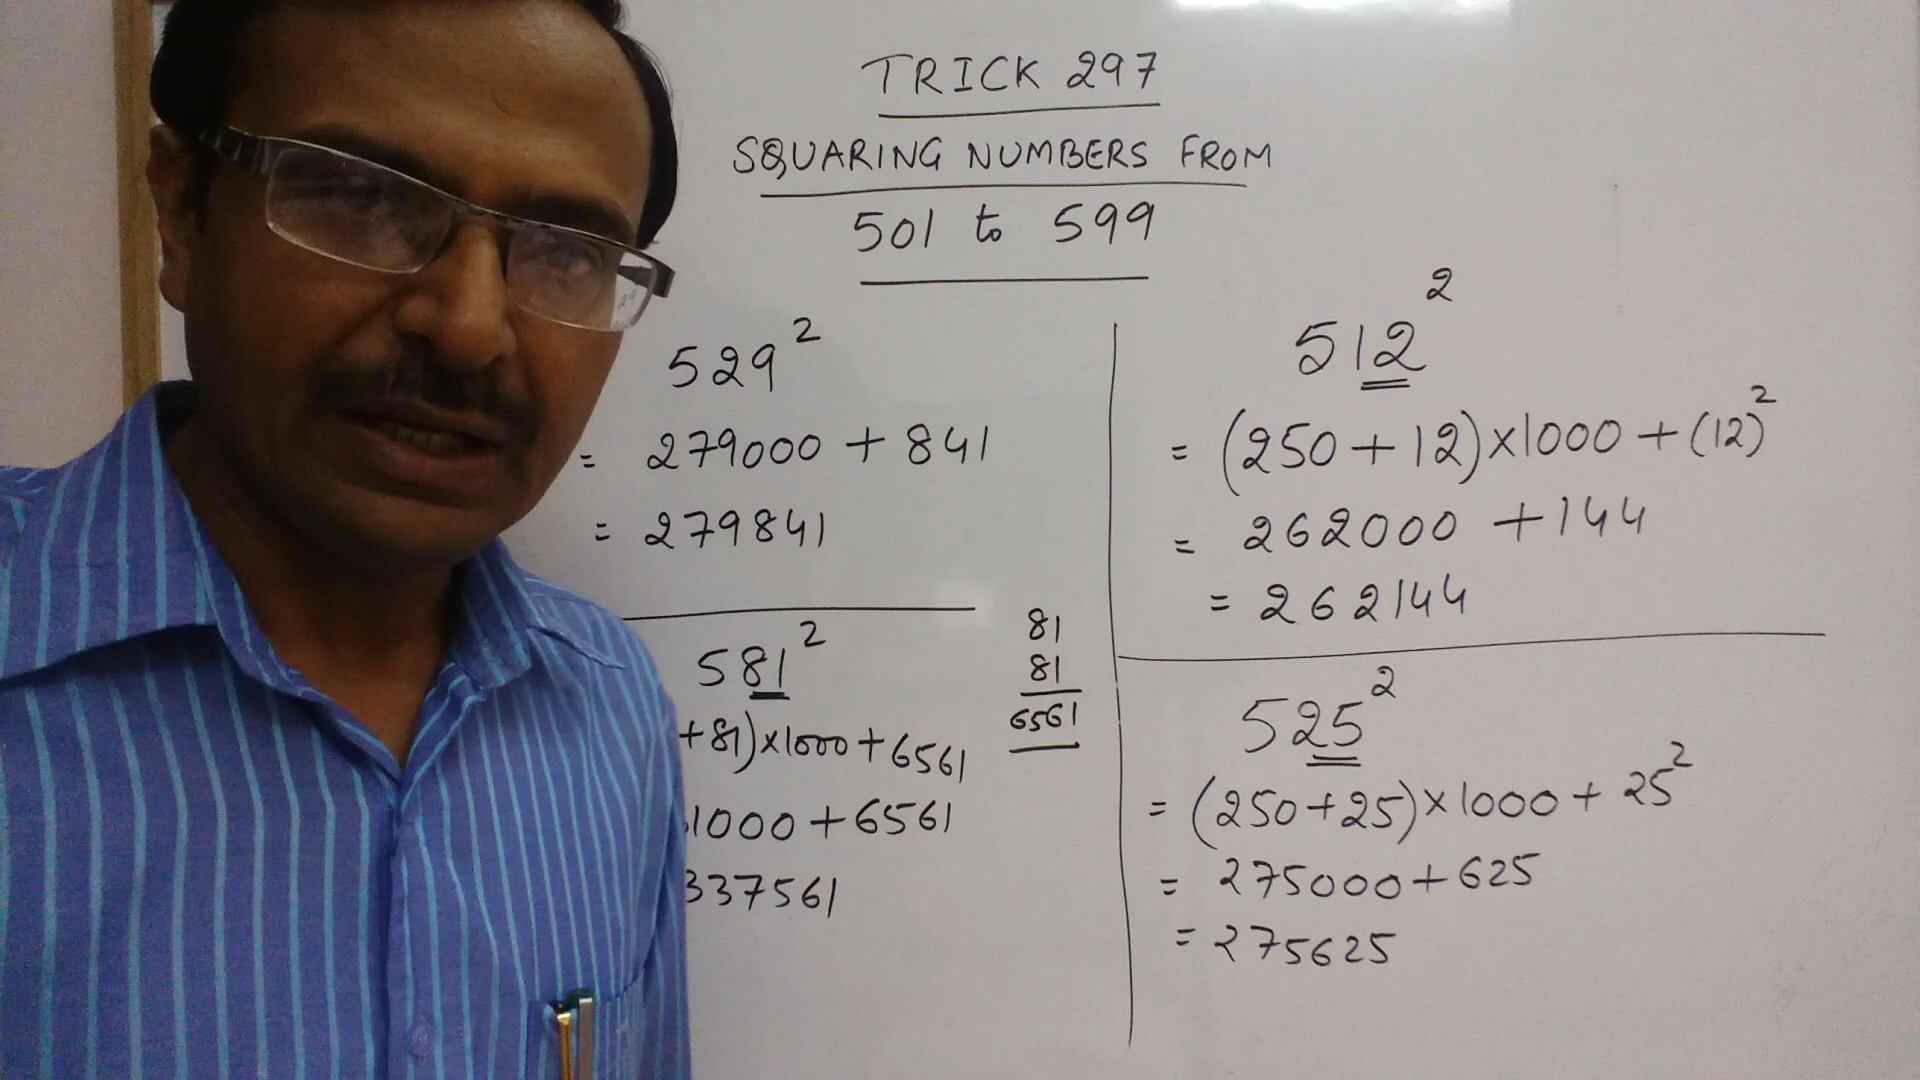 TRICK 297
SQUARING NUMBERS FROM
501 to 599
529²
= 279000 + 841
= 279841
581²
+81)×1000+6561
1000+6561
337561
81
81
6561
512²
= (250+12)×1000+(12)²
= 262000 +144
= 262144
525²
= (250+25)×1000+ 25²
= 275000+625
= 275625